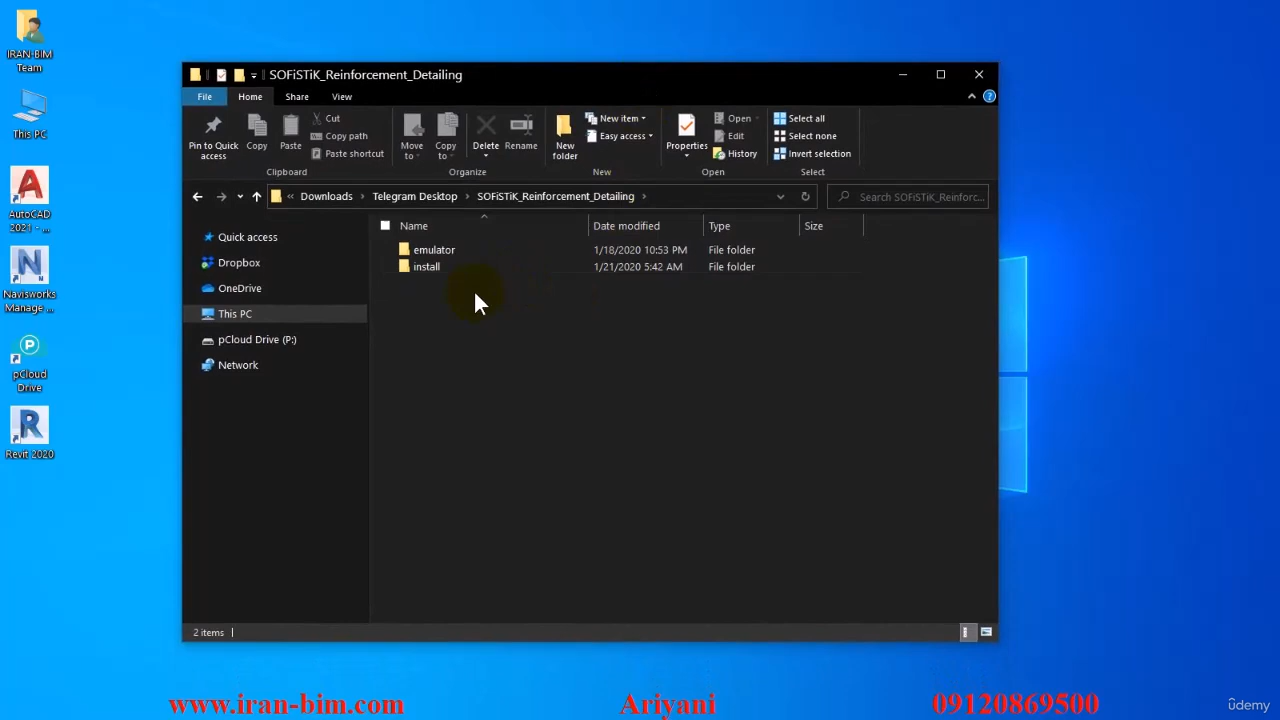 IRAN-BIM
Team
This PC
AutoCAD
2021 - ...
Navisworks
Manage ...
pCloud
Drive
Revit 2020
SOFiSTiK_Reinforcement_Detailing
File
Home
Share
View
Pin to Quick
access
Copy
Paste
Cut
Copy path
Paste shortcut
Clipboard
Move
to
Copy
to
Delete
Rename
Organize
New
folder
New item
Easy access
New
Properties
Open
Edit
History
Open
Select all
Select none
Invert selection
Select
« Downloads > Telegram Desktop > SOFiSTiK_Reinforcement_Detailing >
Search SOFiSTiK_Reinforc...
Quick access
Dropbox
OneDrive
This PC
pCloud Drive (P:)
Network
Name Date modified Type Size
emulator 1/18/2020 10:53 PM File folder
install 1/21/2020 5:42 AM File folder
2 items
www.iran-bim.com Ariyani 09120869500
ûdemy